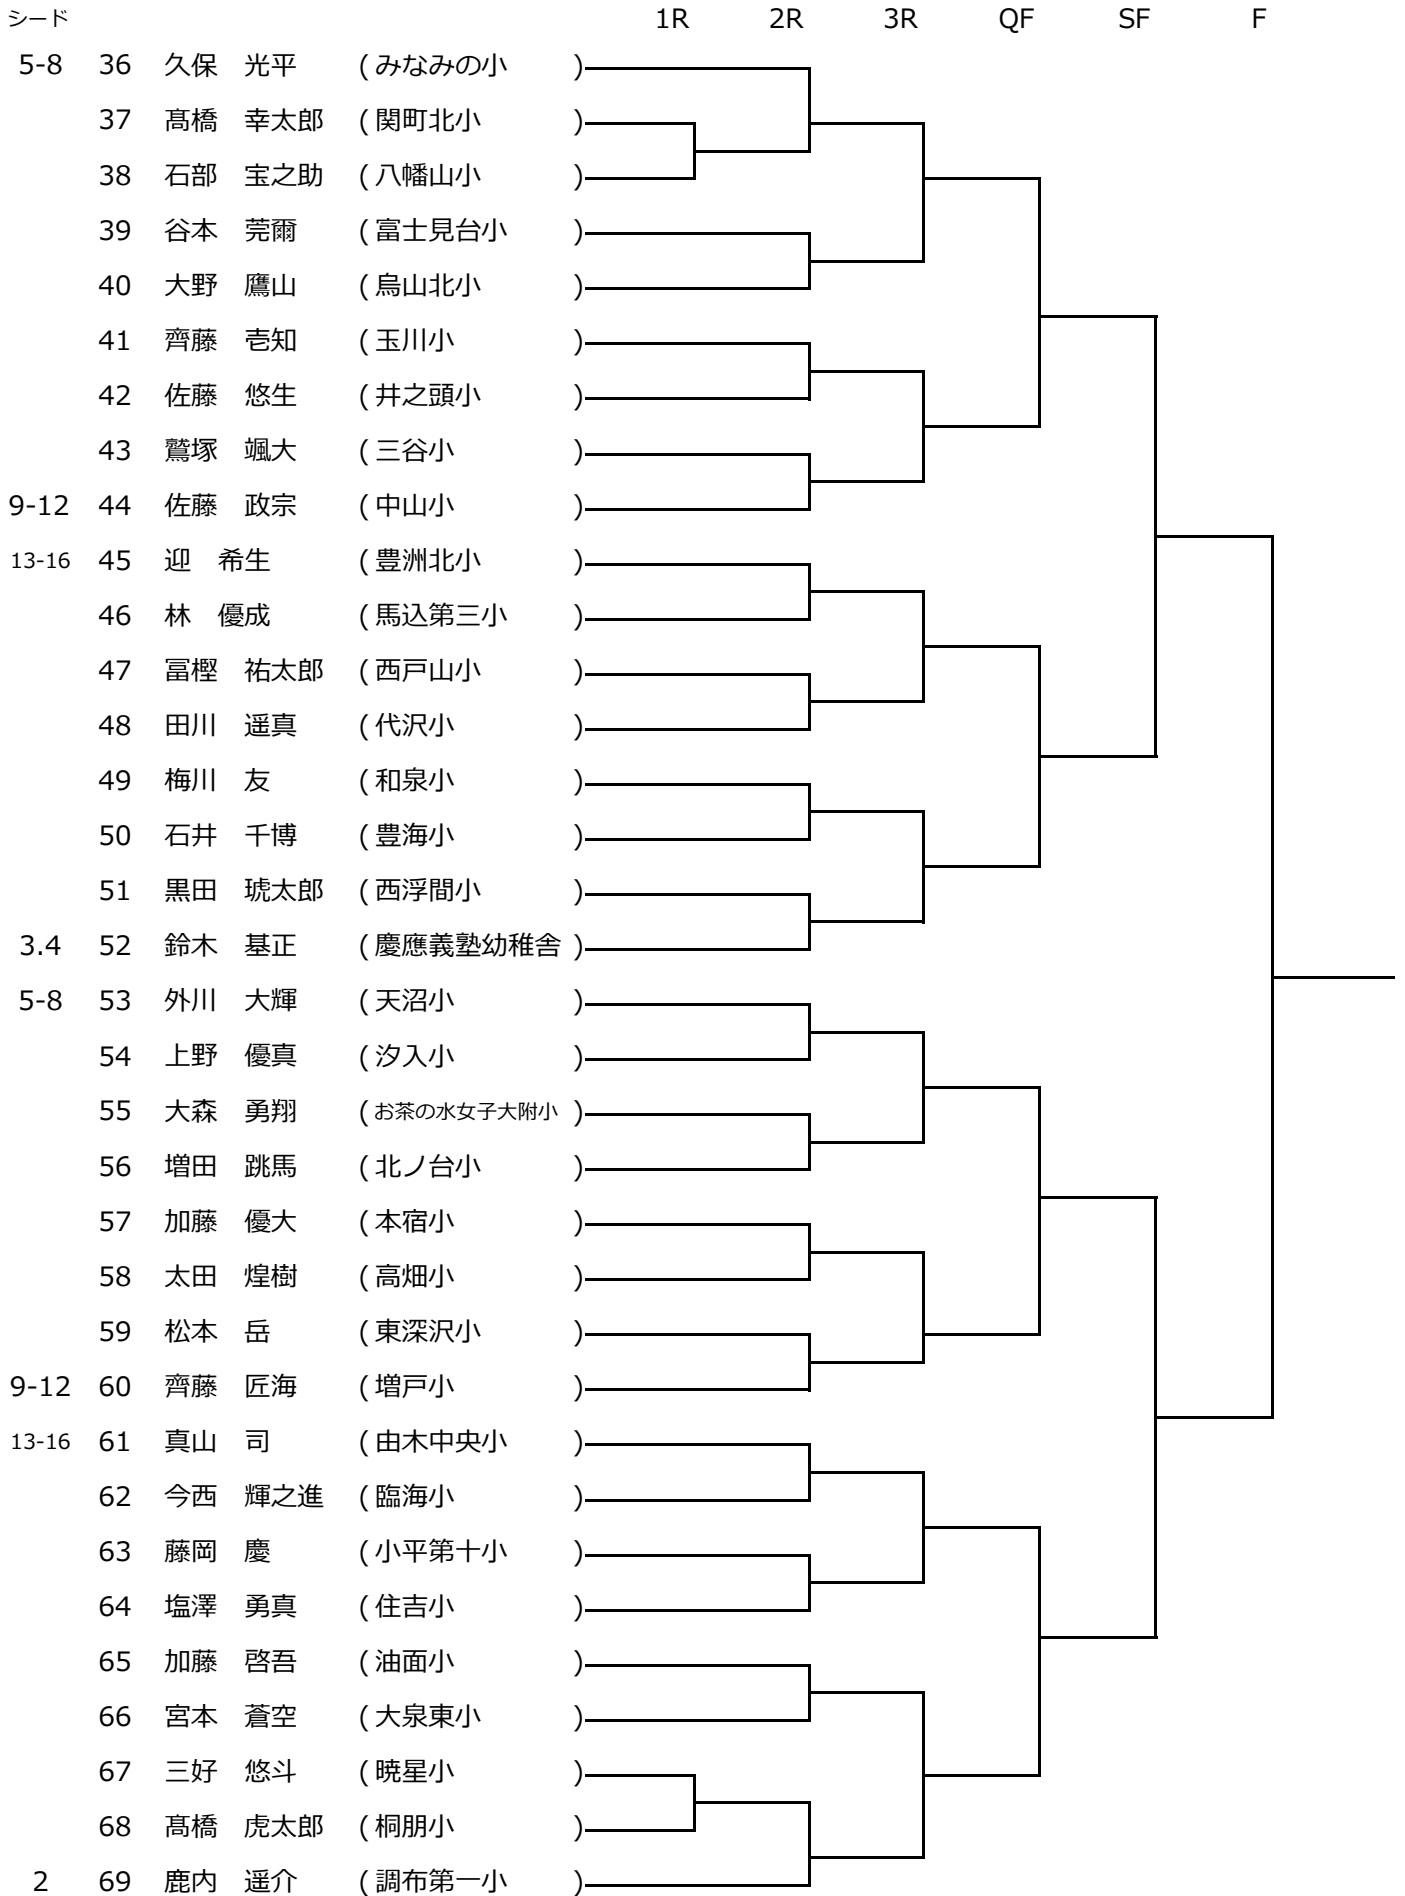 シード 1R 2R 3R QF SF F
5-8 36 久保 光平 ( みなみの小 )
37 髙橋 幸太郎 ( 関町北小 )
38 石部 宝之助 ( 八幡山小 )
39 谷本 莞爾 ( 富士見台小 )
40 大野 鷹山 ( 烏山北小 )
41 齊藤 壱知 ( 玉川小 )
42 佐藤 悠生 ( 井之頭小 )
43 鷲塚 颯大 ( 三谷小 )
9-12 44 佐藤 政宗 ( 中山小 )
13-16 45 迎 希生 ( 豊洲北小 )
46 林 優成 ( 馬込第三小 )
47 冨樫 祐太郎 ( 西戸山小 )
48 田川 遥真 ( 代沢小 )
49 梅川 友 ( 和泉小 )
50 石井 千博 ( 豊海小 )
51 黒田 琥太郎 ( 西浮間小 )
3.4 52 鈴木 基正 ( 慶應義塾幼稚舎 )
5-8 53 外川 大輝 ( 天沼小 )
54 上野 優真 ( 汐入小 )
55 大森 勇翔 ( お茶の水女子大附小 )
56 増田 跳馬 ( 北ノ台小 )
57 加藤 優大 ( 本宿小 )
58 太田 煌樹 ( 高畑小 )
59 松本 岳 ( 東深沢小 )
9-12 60 齊藤 匠海 ( 増戸小 )
13-16 61 真山 司 ( 由木中央小 )
62 今西 輝之進 ( 臨海小 )
63 藤岡 慶 ( 小平第十小 )
64 塩澤 勇真 ( 住吉小 )
65 加藤 啓吾 ( 油面小 )
66 宮本 蒼空 ( 大泉東小 )
67 三好 悠斗 ( 暁星小 )
68 髙橋 虎太郎 ( 桐朋小 )
2 69 鹿内 遥介 ( 調布第一小 )